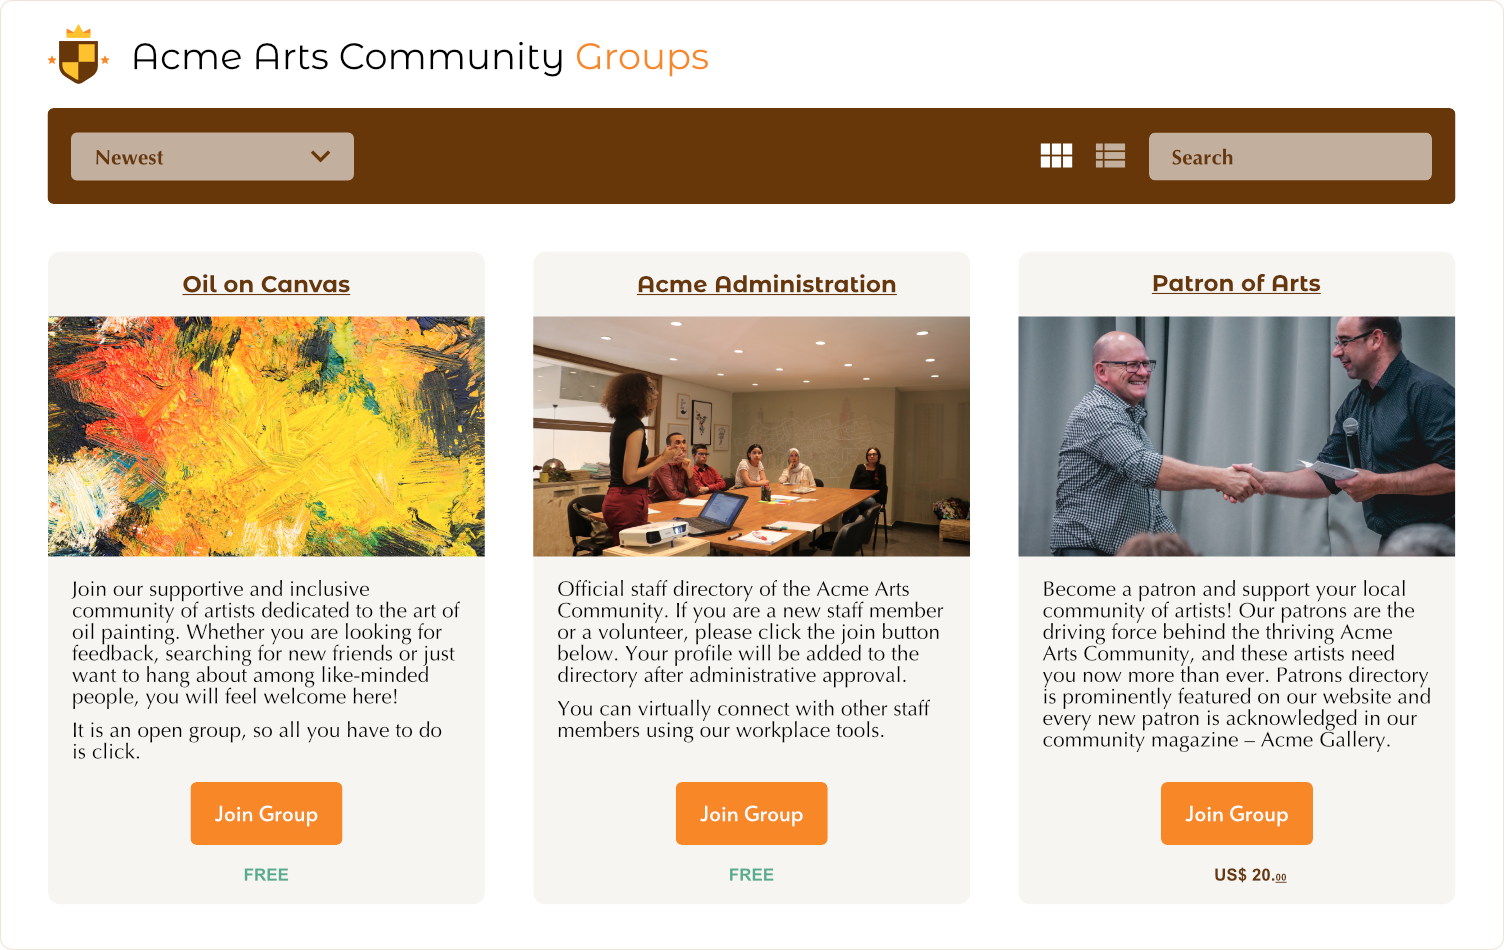 Acme Arts Community Groups
Newest
Search
Oil on Canvas
Join our supportive and inclusive
community of artists dedicated to the art of
oil painting. Whether you are looking for
feedback, searching for new friends or just
want to hang about among like-minded
people, you will feel welcome here!
It is an open group, so all you have to do
is click.
Join Group
FREE
Acme Administration
Official staff directory of the Acme Arts
Community. If you are a new staff member
or a volunteer, please click the join button
below. Your profile will be added to the
directory after administrative approval.
You can virtually connect with other staff
members using our workplace tools.
Join Group
FREE
Patron of Arts
Become a patron and support your local
community of artists! Our patrons are the
driving force behind the thriving Acme
Arts Community, and these artists need
you now more than ever. Patrons directory
is prominently featured on our website and
every new patron is acknowledged in our
community magazine – Acme Gallery.
Join Group
US$ 20.00